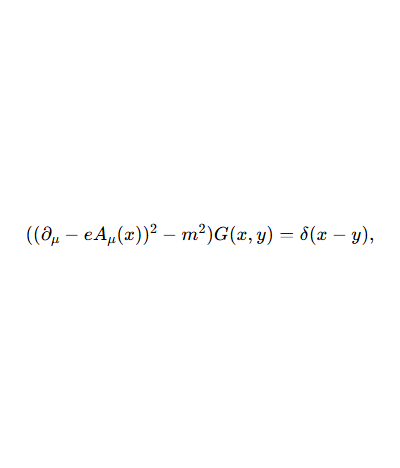 ((∂_μ − eA_μ(x))² − m²)G(x, y) = δ(x − y),